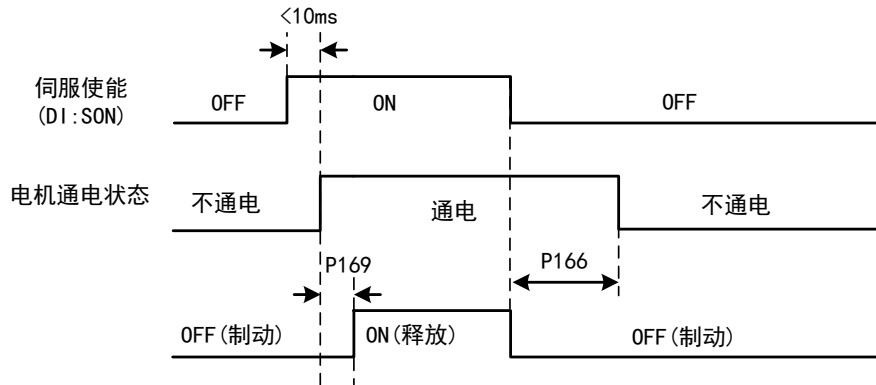 <10ms
伺服使能
(DI:SON)
OFF
ON
OFF
电机通电状态
不通电
通电
不通电
P169
P166
OFF(制动)
ON(释放)
OFF(制动)